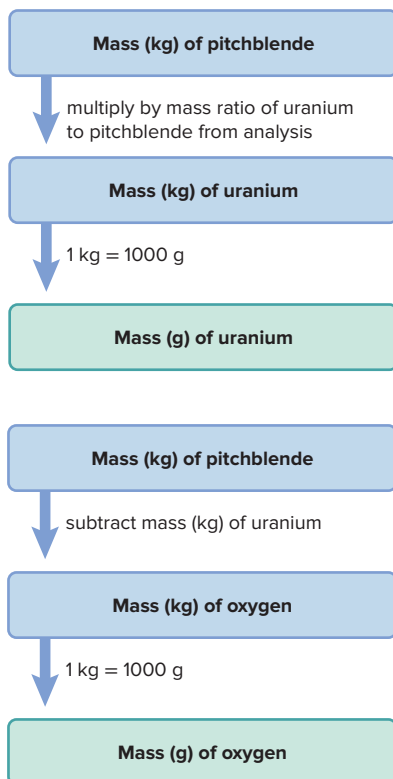 Mass (kg) of pitchblende
multiply by mass ratio of uranium
to pitchblende from analysis
Mass (kg) of uranium
1 kg = 1000 g
Mass (g) of uranium
Mass (kg) of pitchblende
subtract mass (kg) of uranium
Mass (kg) of oxygen
1 kg = 1000 g
Mass (g) of oxygen